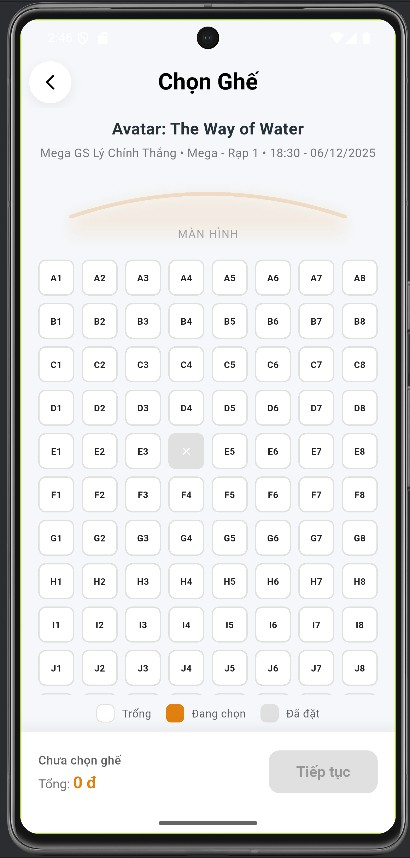 2:46
Chọn Ghế
Avatar: The Way of Water
Mega GS Lý Chính Thắng • Mega - Rạp 1 • 18:30 - 06/12/2025
MÀN HÌNH
A1 A2 A3 A4 A5 A6 A7 A8
B1 B2 B3 B4 B5 B6 B7 B8
C1 C2 C3 C4 C5 C6 C7 C8
D1 D2 D3 D4 D5 D6 D7 D8
E1 E2 E3 × E5 E6 E7 E8
F1 F2 F3 F4 F5 F6 F7 F8
G1 G2 G3 G4 G5 G6 G7 G8
H1 H2 H3 H4 H5 H6 H7 H8
I1 I2 I3 I4 I5 I6 I7 I8
J1 J2 J3 J4 J5 J6 J7 J8
Trống Đang chọn Đã đặt
Chưa chọn ghế
Tổng: 0 đ
Tiếp tục